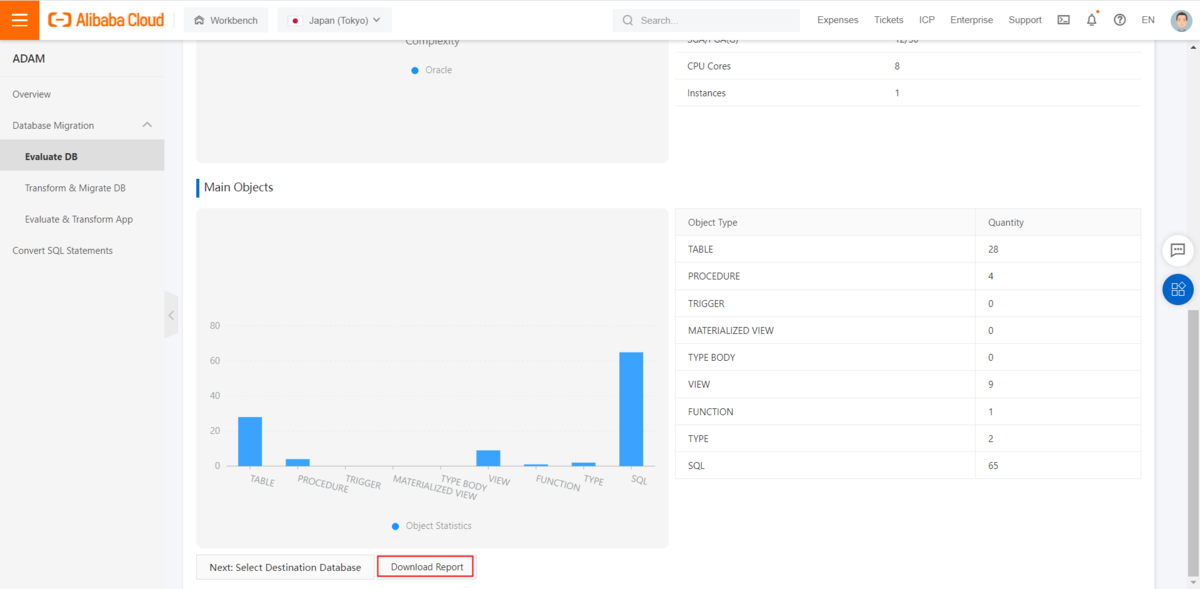 Alibaba Cloud
Workbench
Japan (Tokyo)
Search...
Expenses
Tickets
ICP
Enterprise
Support
EN
ADAM
Overview
Database Migration
Evaluate DB
Transform & Migrate DB
Evaluate & Transform App
Convert SQL Statements
Complexity
Oracle
CPU Cores 8
Instances 1
Main Objects
80
60
40
20
0
TABLE
PROCEDURE
TRIGGER
MATERIALIZED VIEW
TYPE BODY
VIEW
FUNCTION
TYPE
SQL
Object Statistics
Object Type Quantity
TABLE 28
PROCEDURE 4
TRIGGER 0
MATERIALIZED VIEW 0
TYPE BODY 0
VIEW 9
FUNCTION 1
TYPE 2
SQL 65
Next: Select Destination Database
Download Report